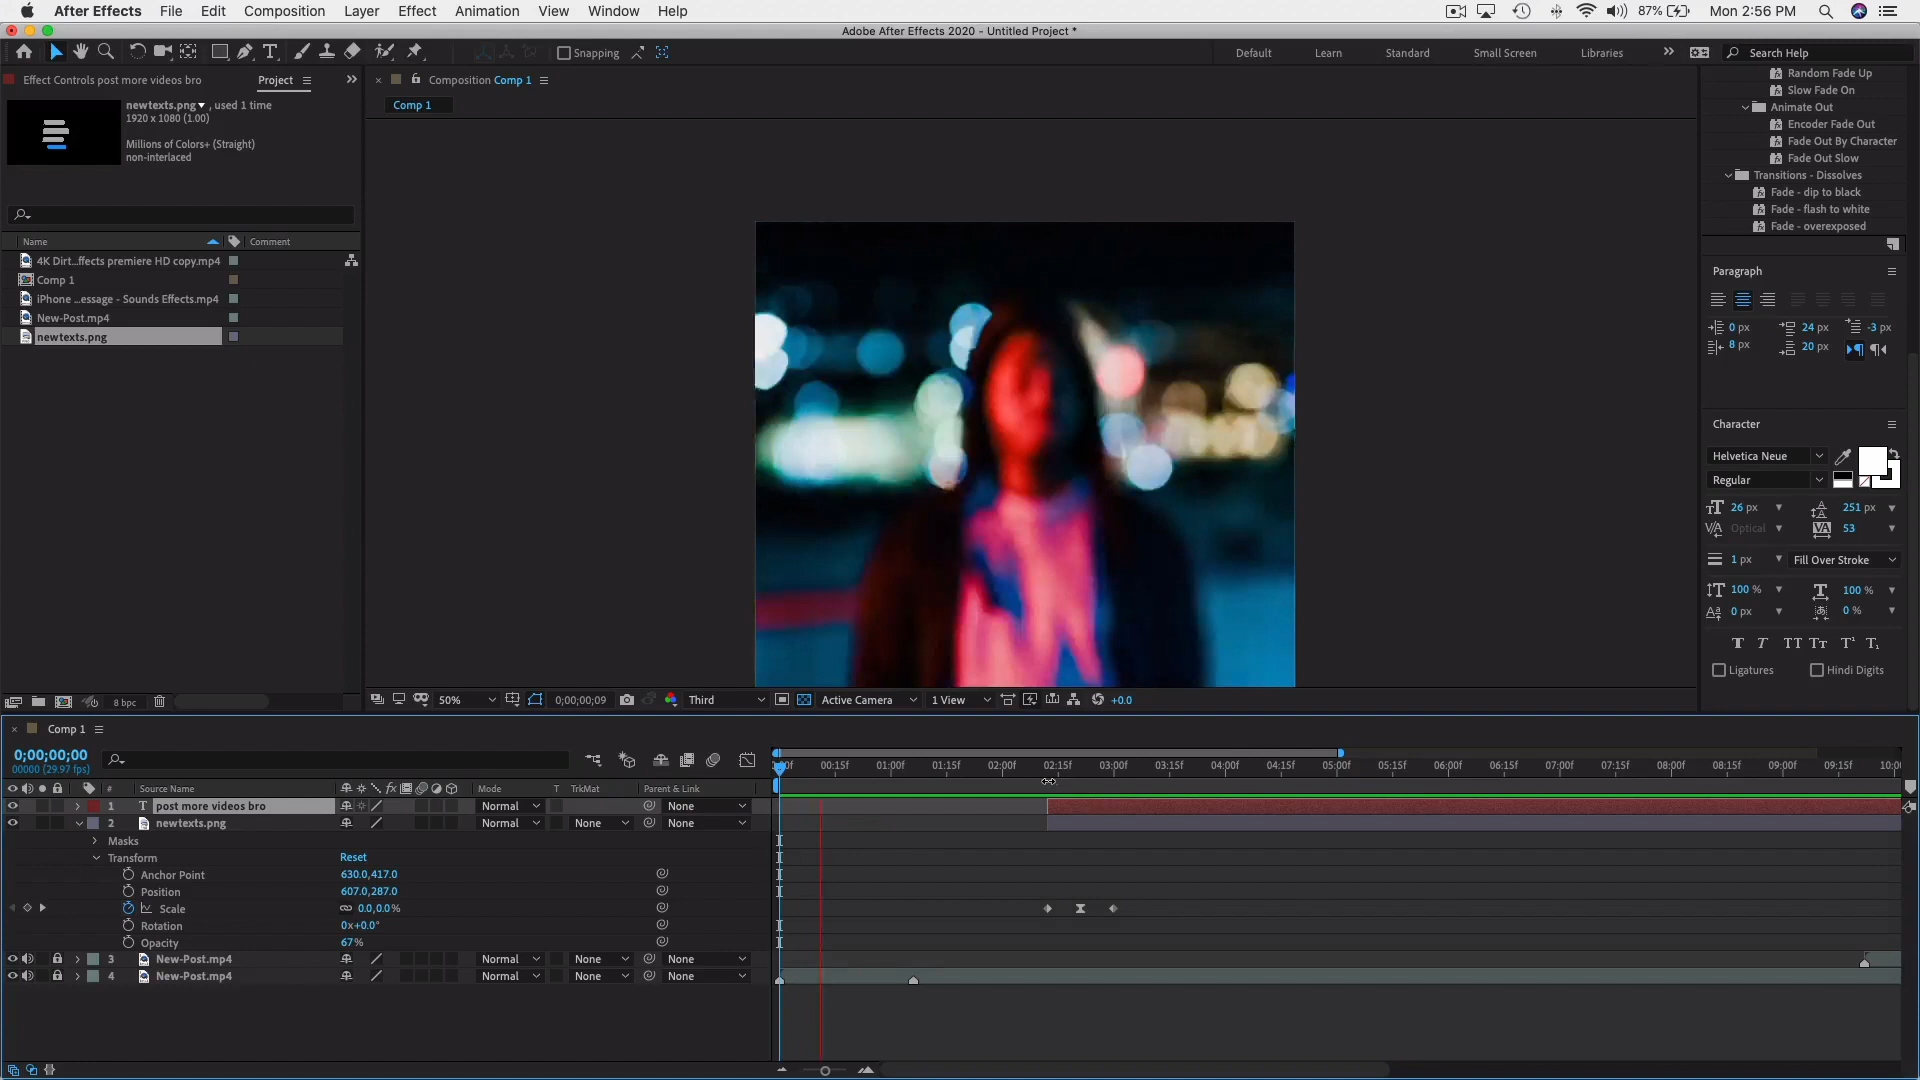 After Effects File Edit Composition Layer Effect Animation View Window Help 87% Mon 2:56 PM
Adobe After Effects 2020 - Untitled Project *
Snapping Default Learn Standard Small Screen Libraries Search Help
Effect Controls post more videos bro Project
Composition Comp 1
Comp 1
newtexts.png , used 1 time
1920 x 1080 (1.00)
Millions of Colors+ (Straight)
non-interlaced
Name Comment
4K Dirt...ffects premiere HD copy.mp4
Comp 1
iPhone ...essage - Sounds Effects.mp4
New-Post.mp4
newtexts.png
8 bpc
50% 0;00;00;09 Third Active Camera 1 View +0.0
Random Fade Up
Slow Fade On
Animate Out
Encoder Fade Out
Fade Out By Character
Fade Out Slow
Transitions - Dissolves
Fade - dip to black
Fade - flash to white
Fade - overexposed
Paragraph
0 px 24 px -3 px
8 px 20 px
Character
Helvetica Neue
Regular
26 px 251 px
Optical 53
1 px Fill Over Stroke
100 % 100 %
0 px 0 %
T T TT Tт T¹ T₁
Ligatures Hindi Digits
Comp 1
0;00;00;00
00000 (29.97 fps)
00:15f 01:00f 01:15f 02:00f 02:15f 03:00f 03:15f 04:00f 04:15f 05:00f 05:15f 06:00f 06:15f 07:00f 07:15f 08:00f 08:15f 09:00f 09:15f 10:0
# Source Name fx Mode T TrkMat Parent & Link
1 T post more videos bro Normal None
2 newtexts.png Normal None None
Masks
Transform Reset
Anchor Point 630.0,417.0
Position 607.0,287.0
Scale 0.0,0.0%
Rotation 0x+0.0°
Opacity 67%
3 New-Post.mp4 Normal None None
4 New-Post.mp4 Normal None None